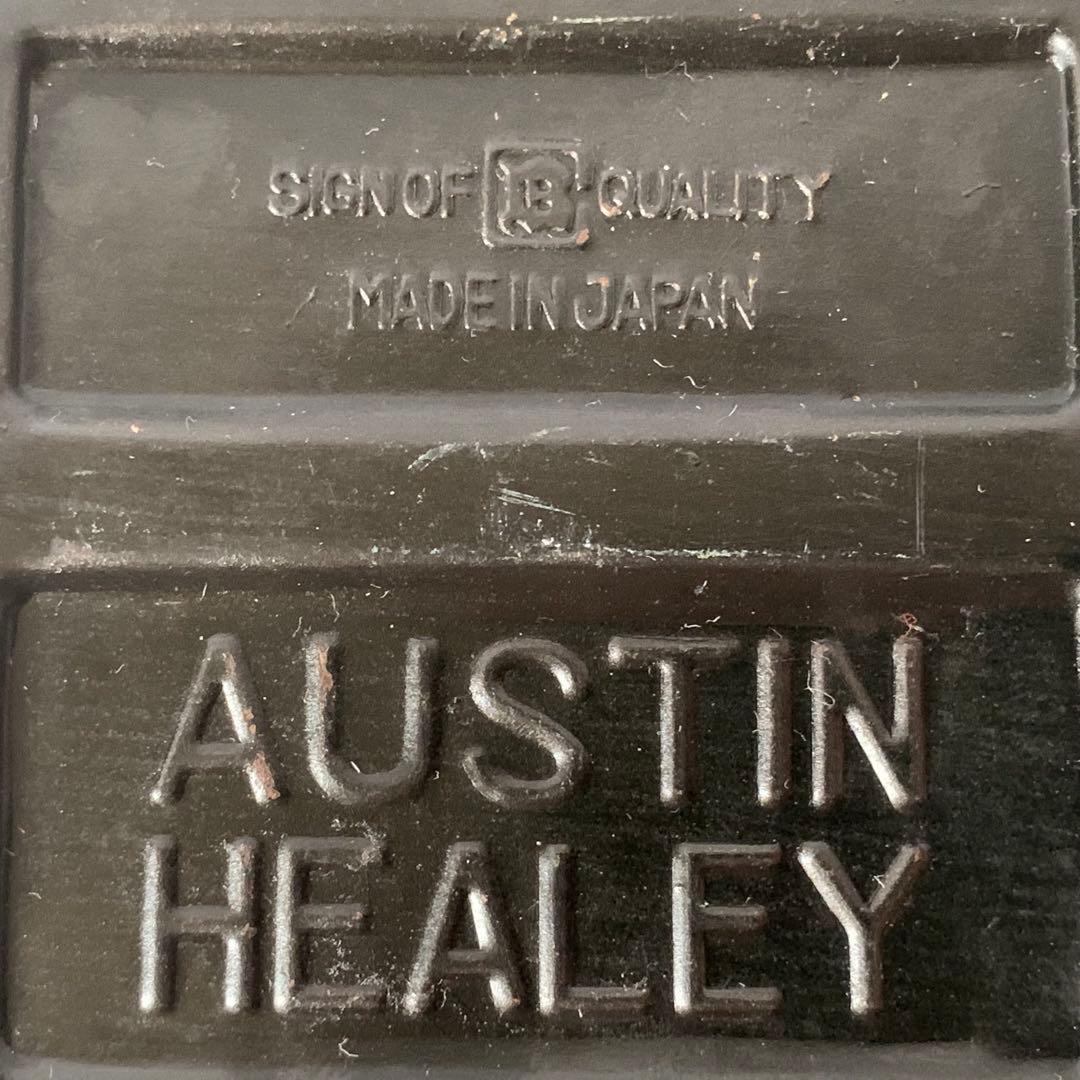 SIGN OF B QUALITY
MADE IN JAPAN
AUSTIN
HEALEY